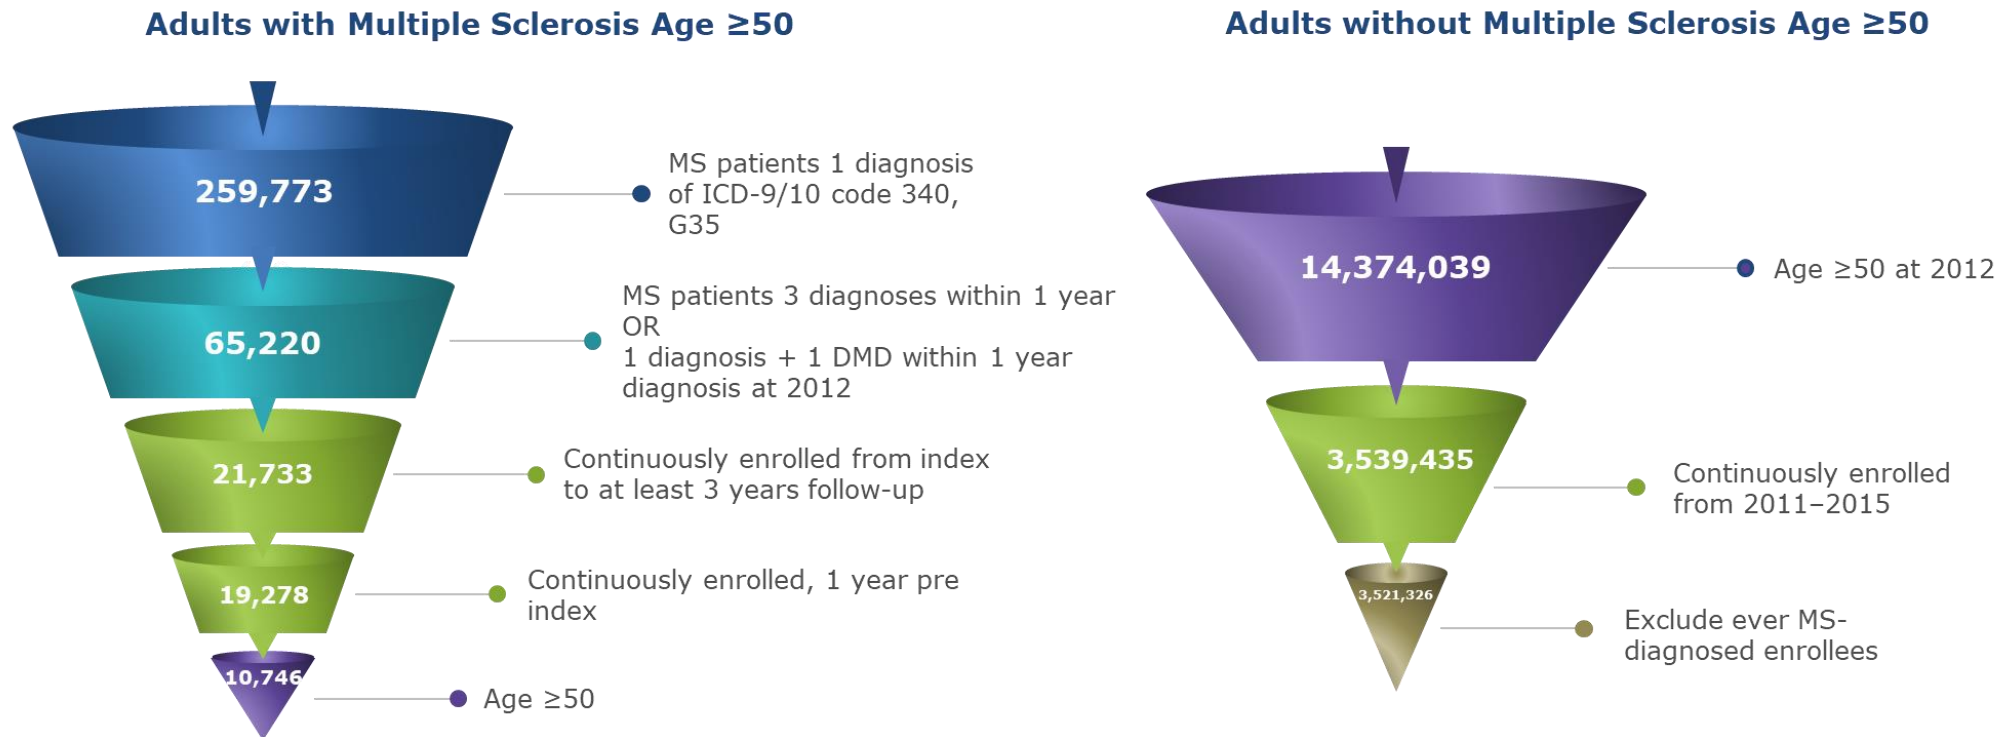 Adults with Multiple Sclerosis Age ≥50
259,773
MS patients 1 diagnosis
of ICD-9/10 code 340,
G35
65,220
MS patients 3 diagnoses within 1 year
OR
1 diagnosis + 1 DMD within 1 year
diagnosis at 2012
21,733
Continuously enrolled from index
to at least 3 years follow-up
19,278
Continuously enrolled, 1 year pre
index
10,746
Age ≥50
Adults without Multiple Sclerosis Age ≥50
14,374,039
Age ≥50 at 2012
3,539,435
Continuously enrolled
from 2011–2015
3,521,326
Exclude ever MS-
diagnosed enrollees